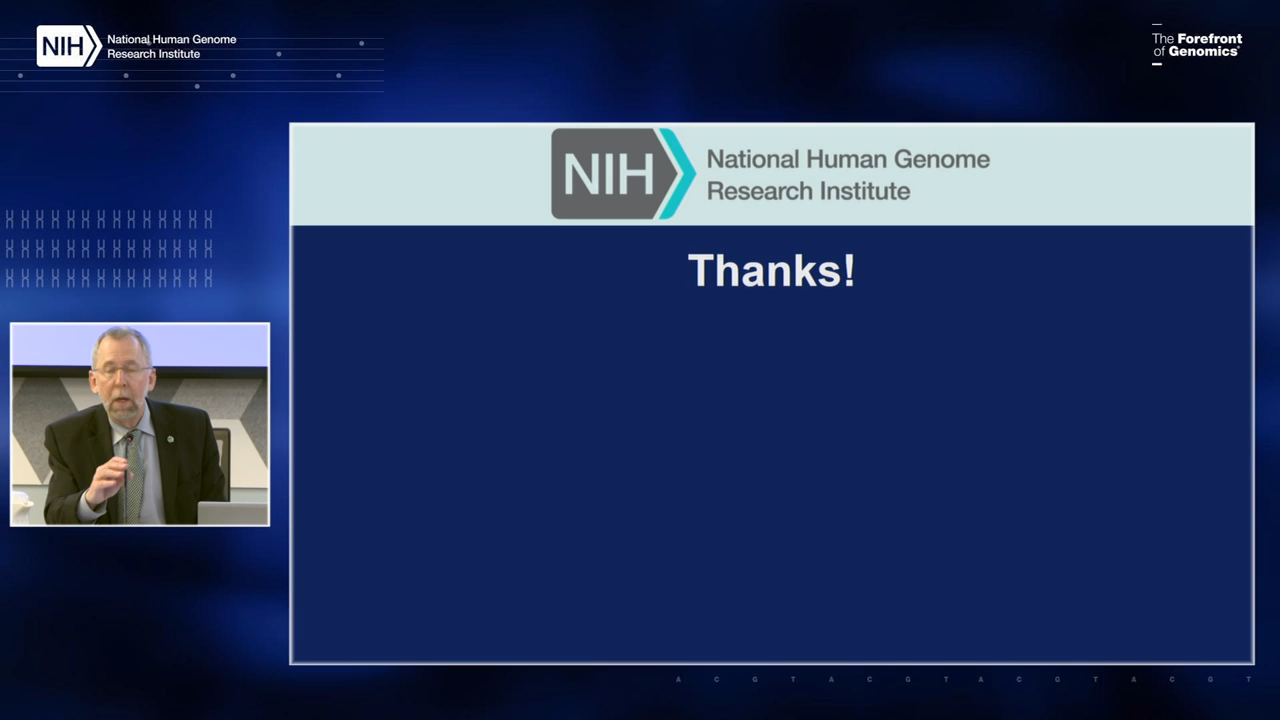 NIH
National Human Genome
Research Institute
The Forefront
of Genomics®
NIH
National Human Genome
Research Institute
Thanks!
A C G T A C G T A C G T A C G T